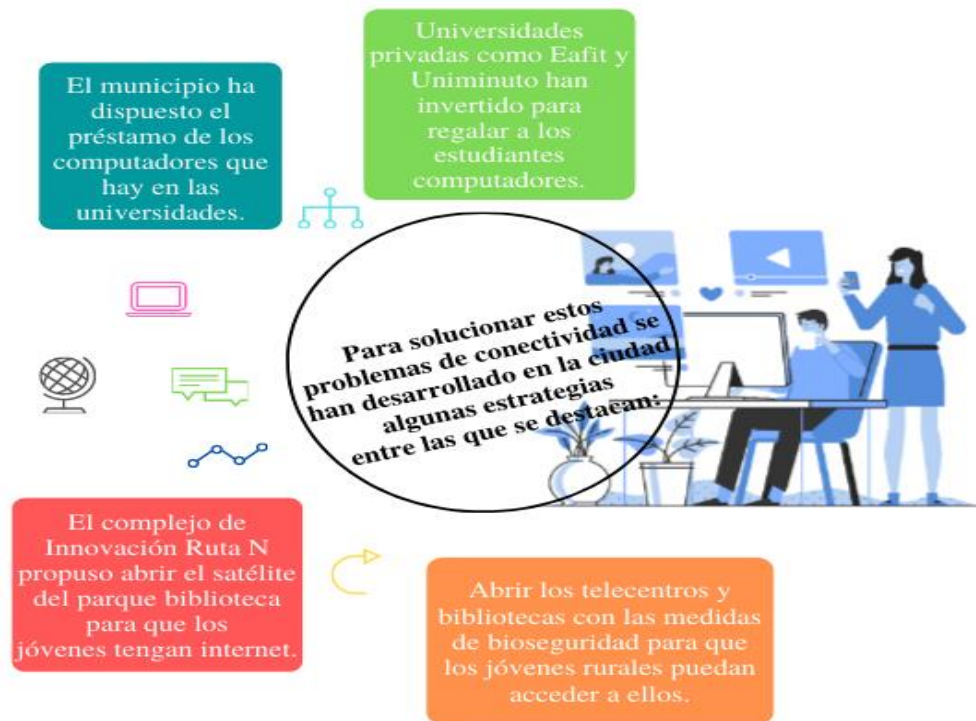 El municipio ha
dispuesto el
préstamo de los
computadores que
hay en las
universidades.
Universidades
privadas como Eafit y
Uniminuto han
invertido para
regalar a los
estudiantes
computadores.
Para solucionar estos
problemas de conectividad se
han desarrollado en la ciudad
algunas estrategias
entre las que se destacan:
El complejo de
Innovación Ruta N
propuso abrir el satélite
del parque biblioteca
para que los
jóvenes tengan internet.
Abrir los telecentros y
bibliotecas con las medidas
de bioseguridad para que
los jóvenes rurales puedan
acceder a ellos.